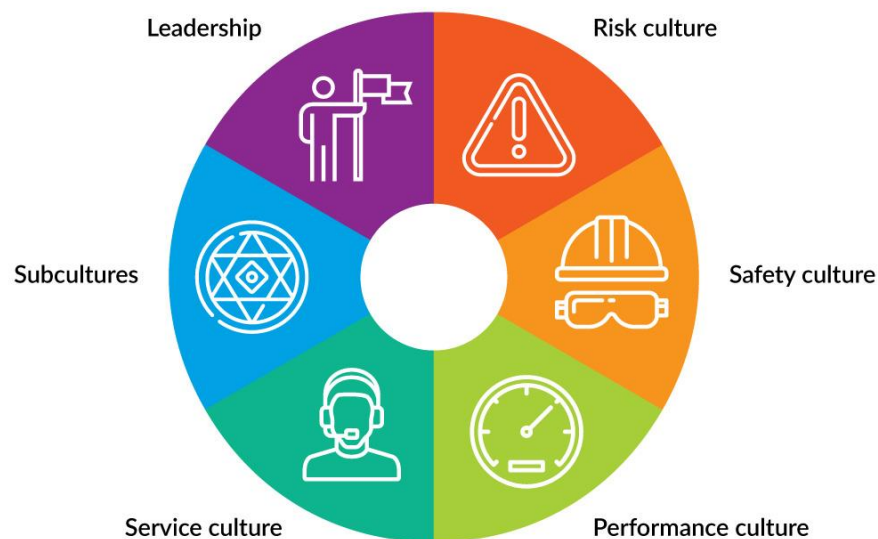 Leadership
Risk culture
Subcultures
Safety culture
Service culture
Performance culture